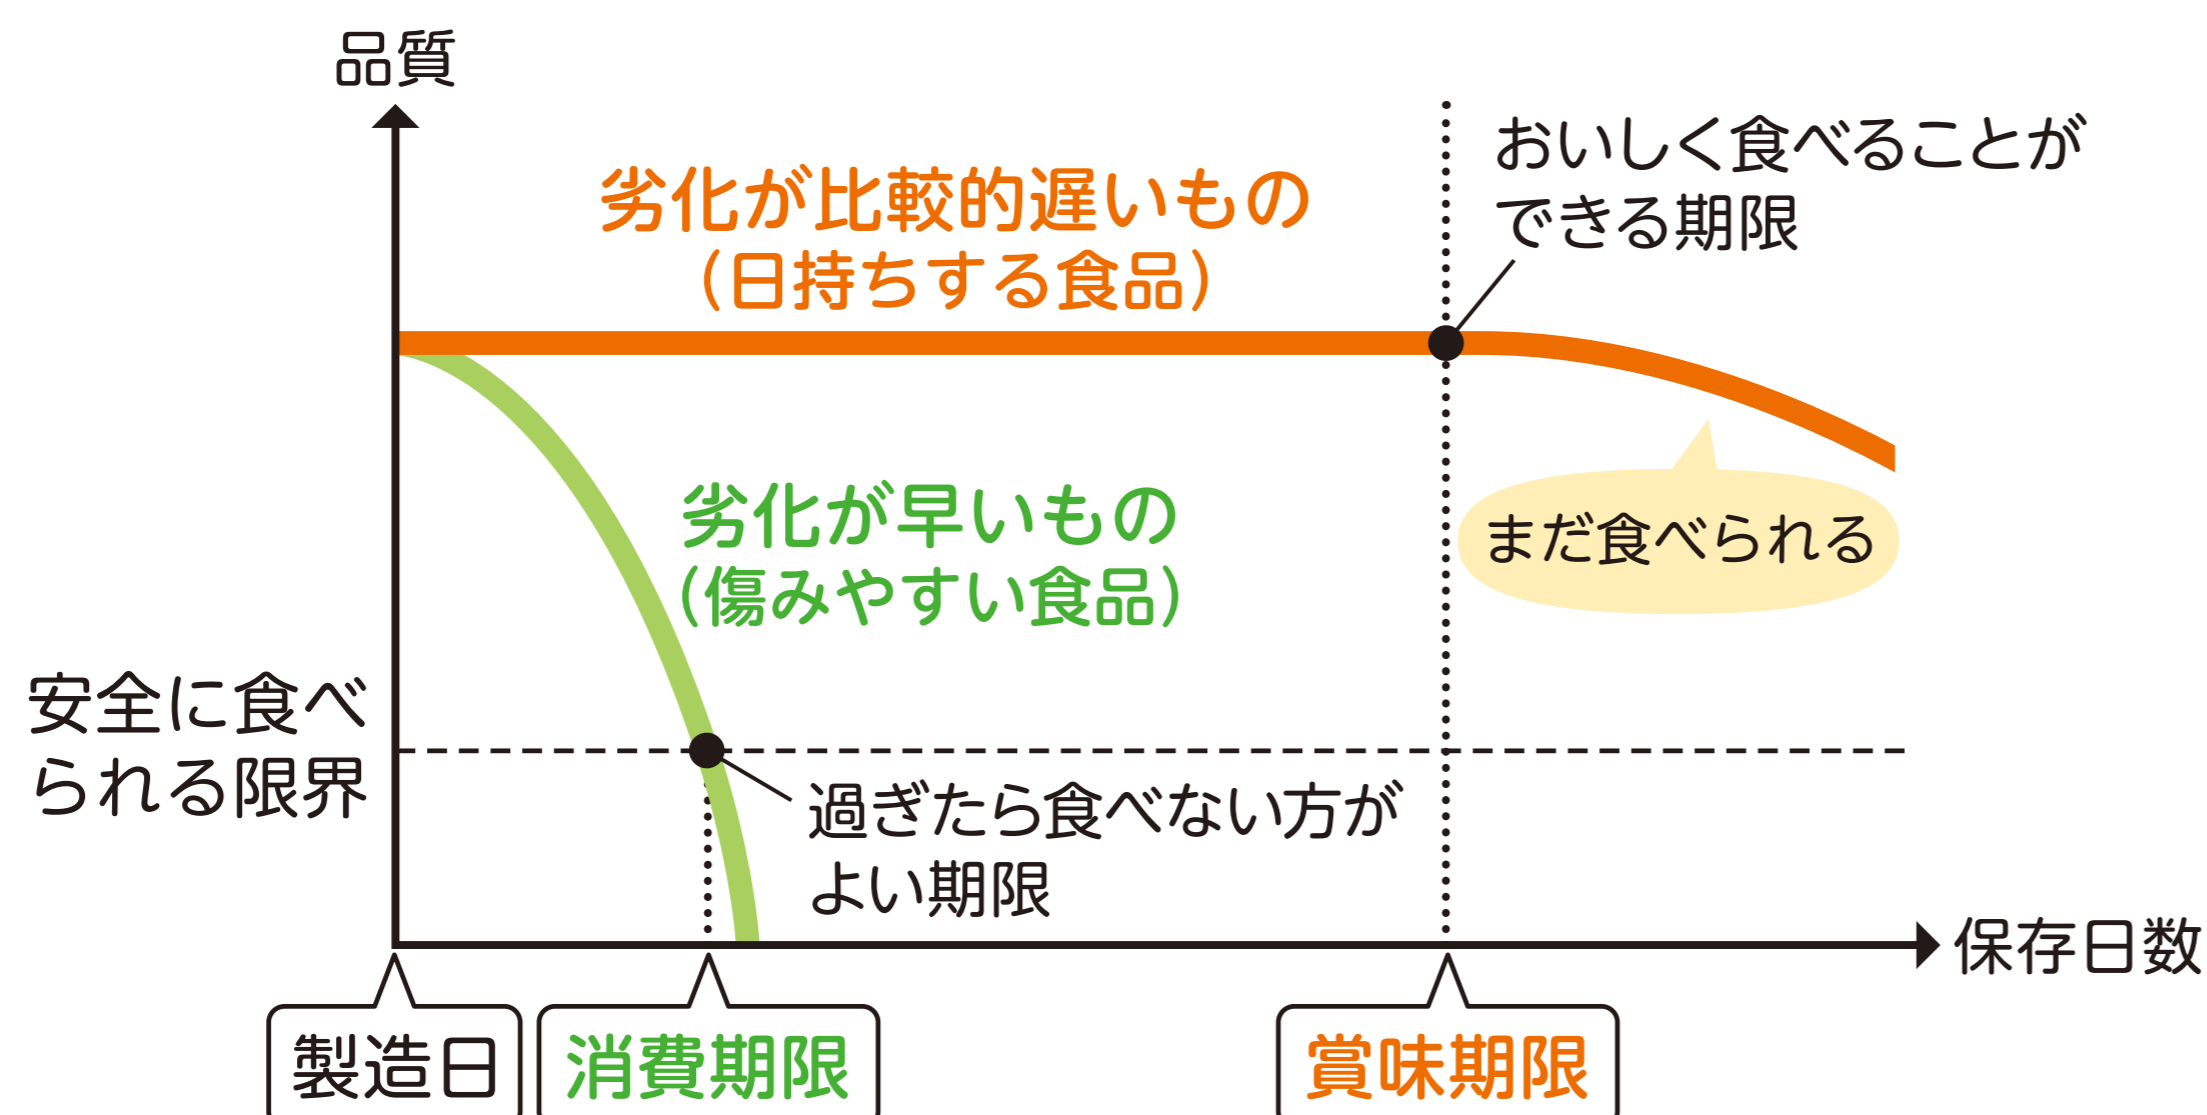 品質
おいしく食べることが
できる期限
劣化が比較的遅いもの
(日持ちする食品)
劣化が早いもの
(傷みやすい食品)
まだ食べられる
安全に食べ
られる限界
過ぎたら食べない方が
よい期限
保存日数
製造日
消費期限
賞味期限